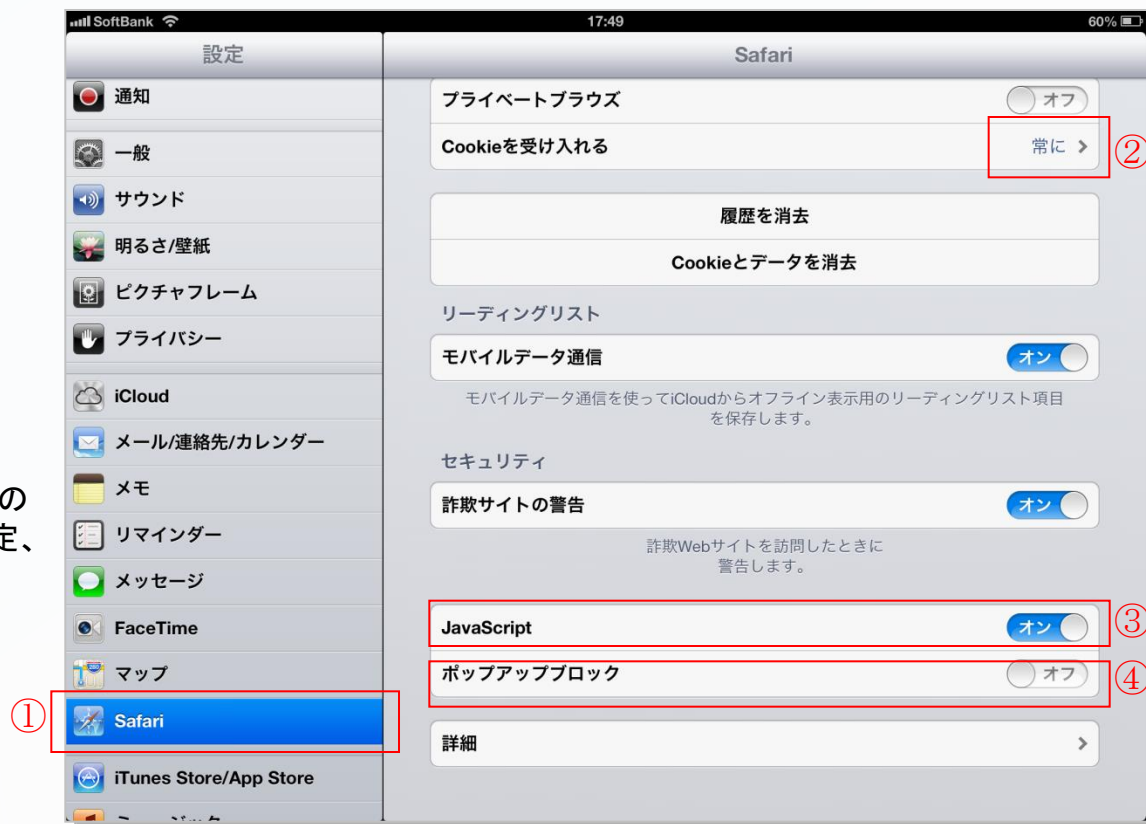 SoftBank 17:49 60%
設定
Safari
通知
一般
サウンド
明るさ/壁紙
ピクチャフレーム
プライバシー
iCloud
メール/連絡先/カレンダー
メモ
リマインダー
メッセージ
FaceTime
マップ
① Safari
iTunes Store/App Store
の
定、
プライベートブラウズ オフ
Cookieを受け入れる 常に > ②
履歴を消去
Cookieとデータを消去
リーディングリスト
モバイルデータ通信 オン
モバイルデータ通信を使ってiCloudからオフライン表示用のリーディングリスト項目
を保存します。
セキュリティ
詐欺サイトの警告 オン
詐欺Webサイトを訪問したときに
警告します。
JavaScript オン ③
ポップアップブロック オフ ④
詳細 >